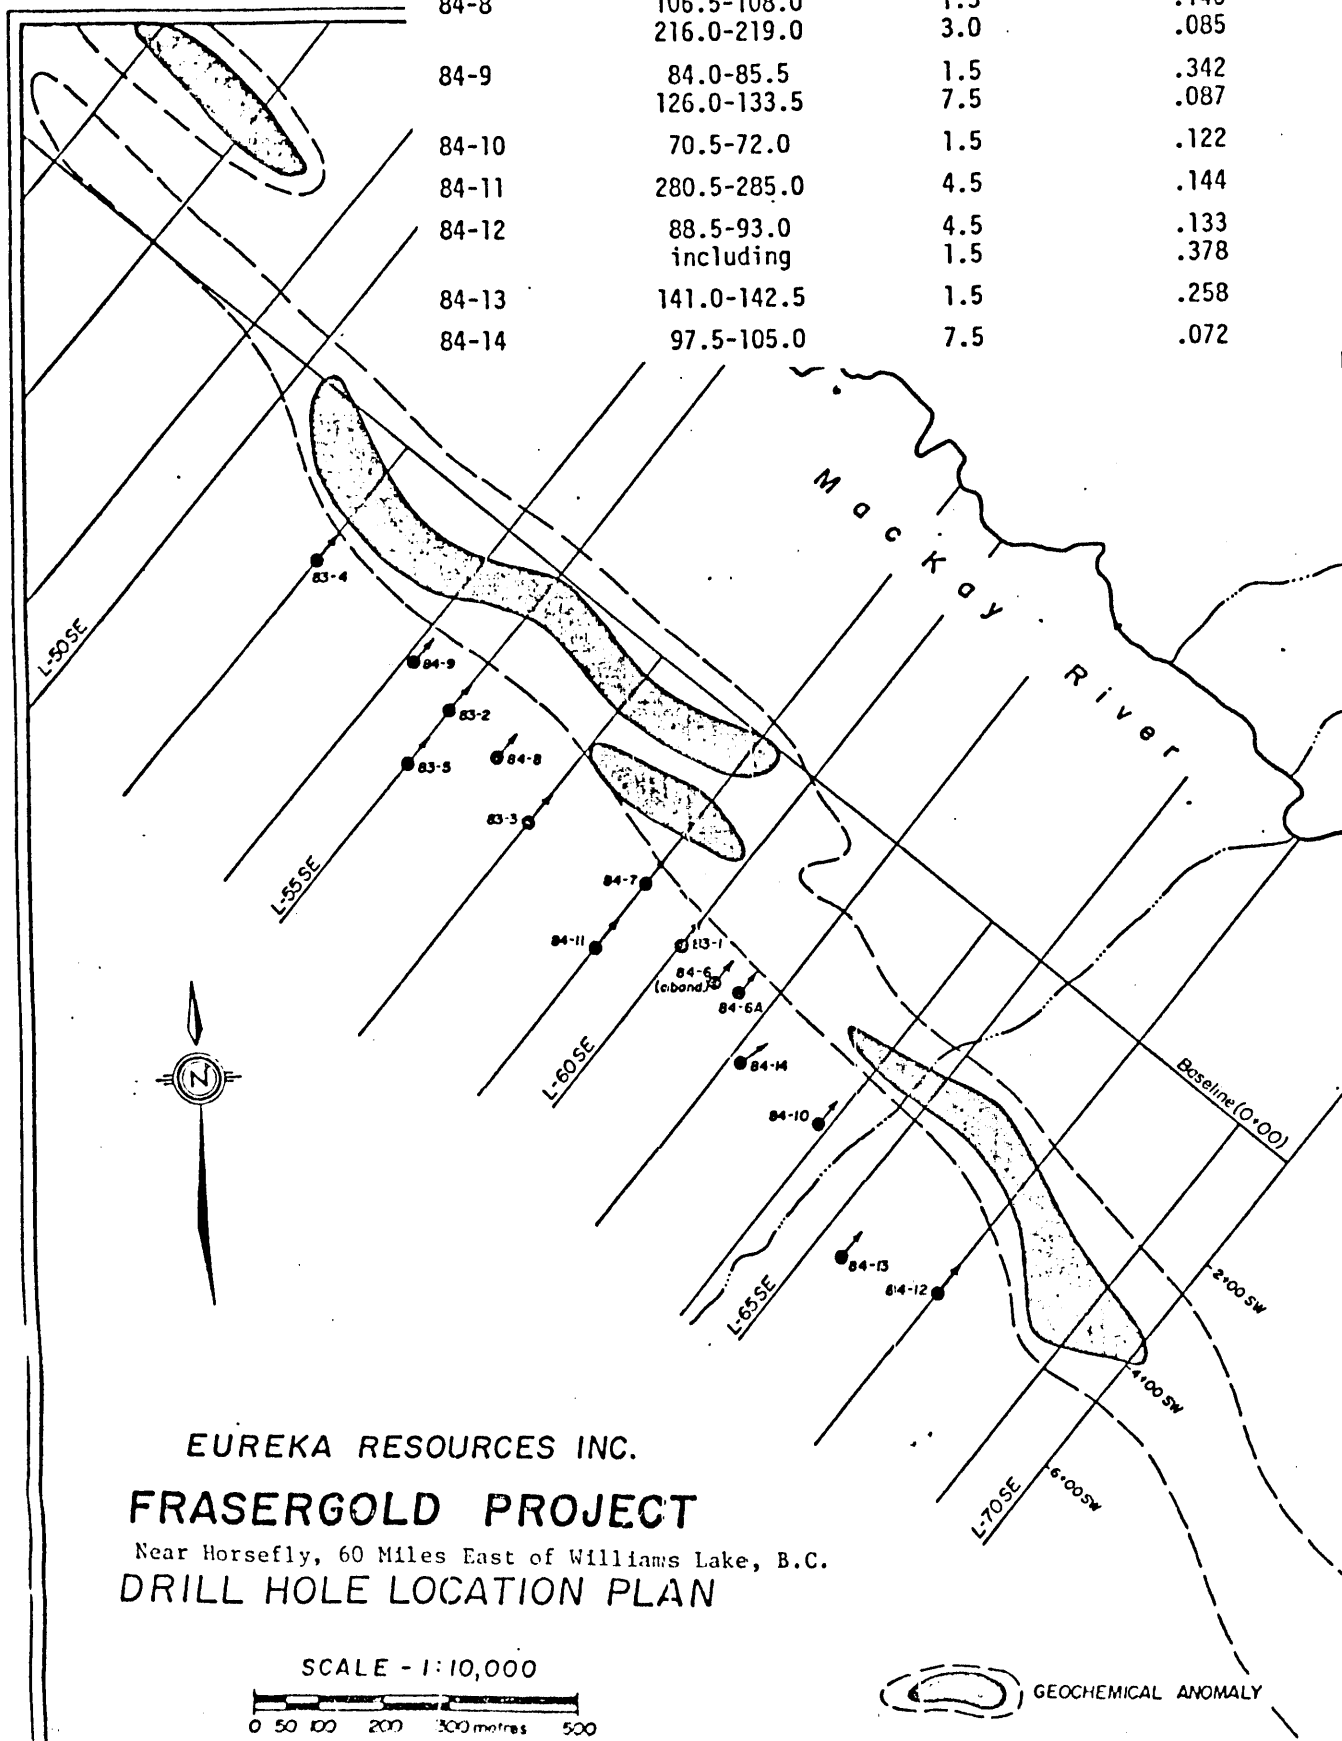 84-8 106.5-108.0 1.5 .146
216.0-219.0 3.0 .085
84-9 84.0-85.5 1.5 .342
126.0-133.5 7.5 .087
84-10 70.5-72.0 1.5 .122
84-11 280.5-285.0 4.5 .144
84-12 88.5-93.0 4.5 .133
including 1.5 .378
84-13 141.0-142.5 1.5 .258
84-14 97.5-105.0 7.5 .072
MacKay River
83-4
L-50SE
84-9
83-2
84-8
83-5
83-3
L-55SE
84-7
84-11
83-1
84-6
(aband.)
84-6A
L-60SE
84-14
84-10
Baseline (0+00)
N
84-13
84-12
L-65SE
2+00 SW
4+00 SW
6+00 SW
L-70SE
EUREKA RESOURCES INC.
FRASERGOLD PROJECT
Near Horsefly, 60 Miles East of Williams Lake, B.C.
DRILL HOLE LOCATION PLAN
SCALE - 1:10,000
0 50 100 200 300 metres 500
GEOCHEMICAL ANOMALY